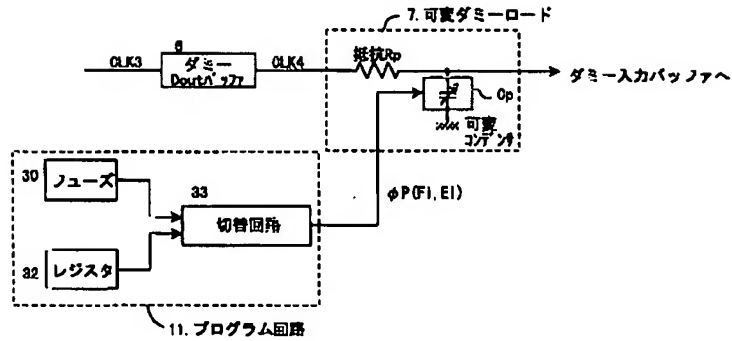 7.可変ダミーロード
6
CLK3
ダミー
Doutバッファ
CLK4
抵抗Rp
ダミー入力バッファへ
Cp
可変
コンデンサ
30
フューズ
33
切替回路
φP(Fi, Ei)
32
レジスタ
11.プログラム回路